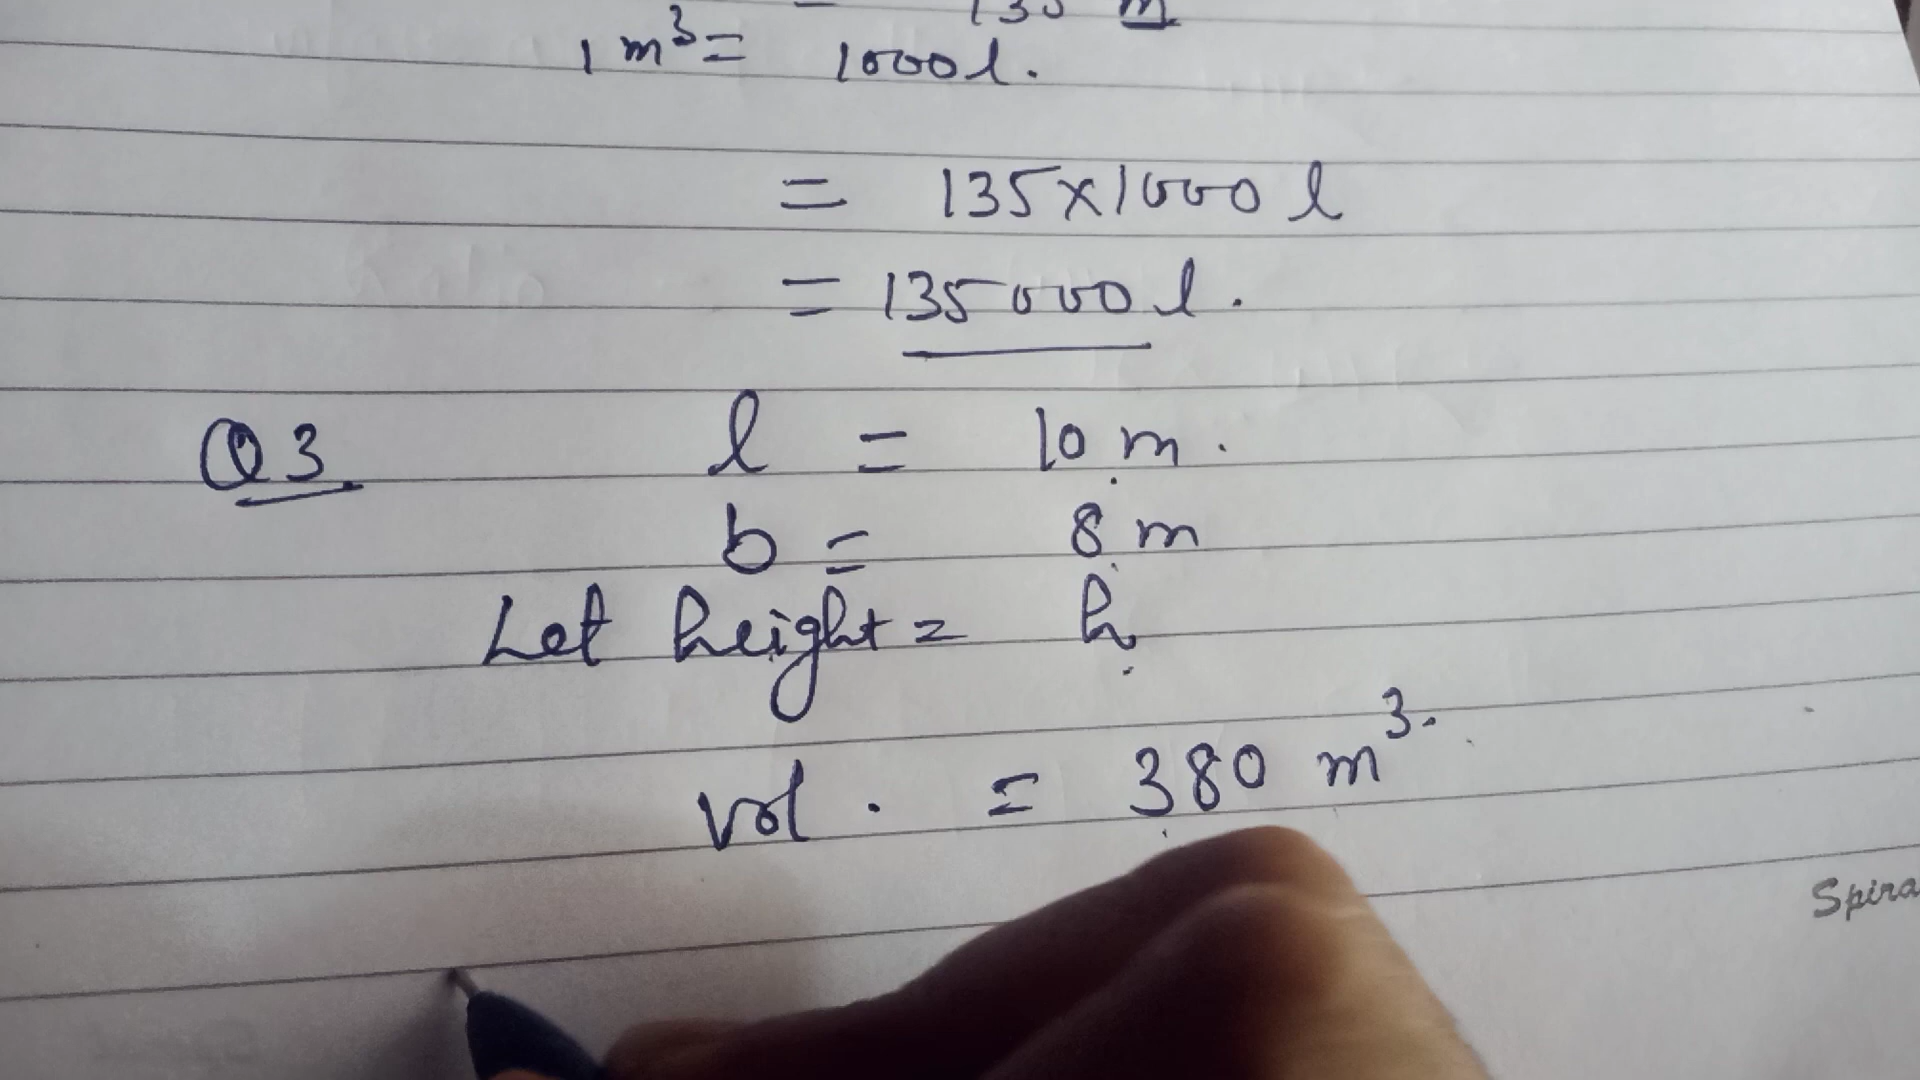 1 m³ = 1000 l.
= 135 x 1000 l
= 135000 l.
Q3 l = 10 m.
b = 8 m
Let height = h
vol. = 380 m³.
Spira